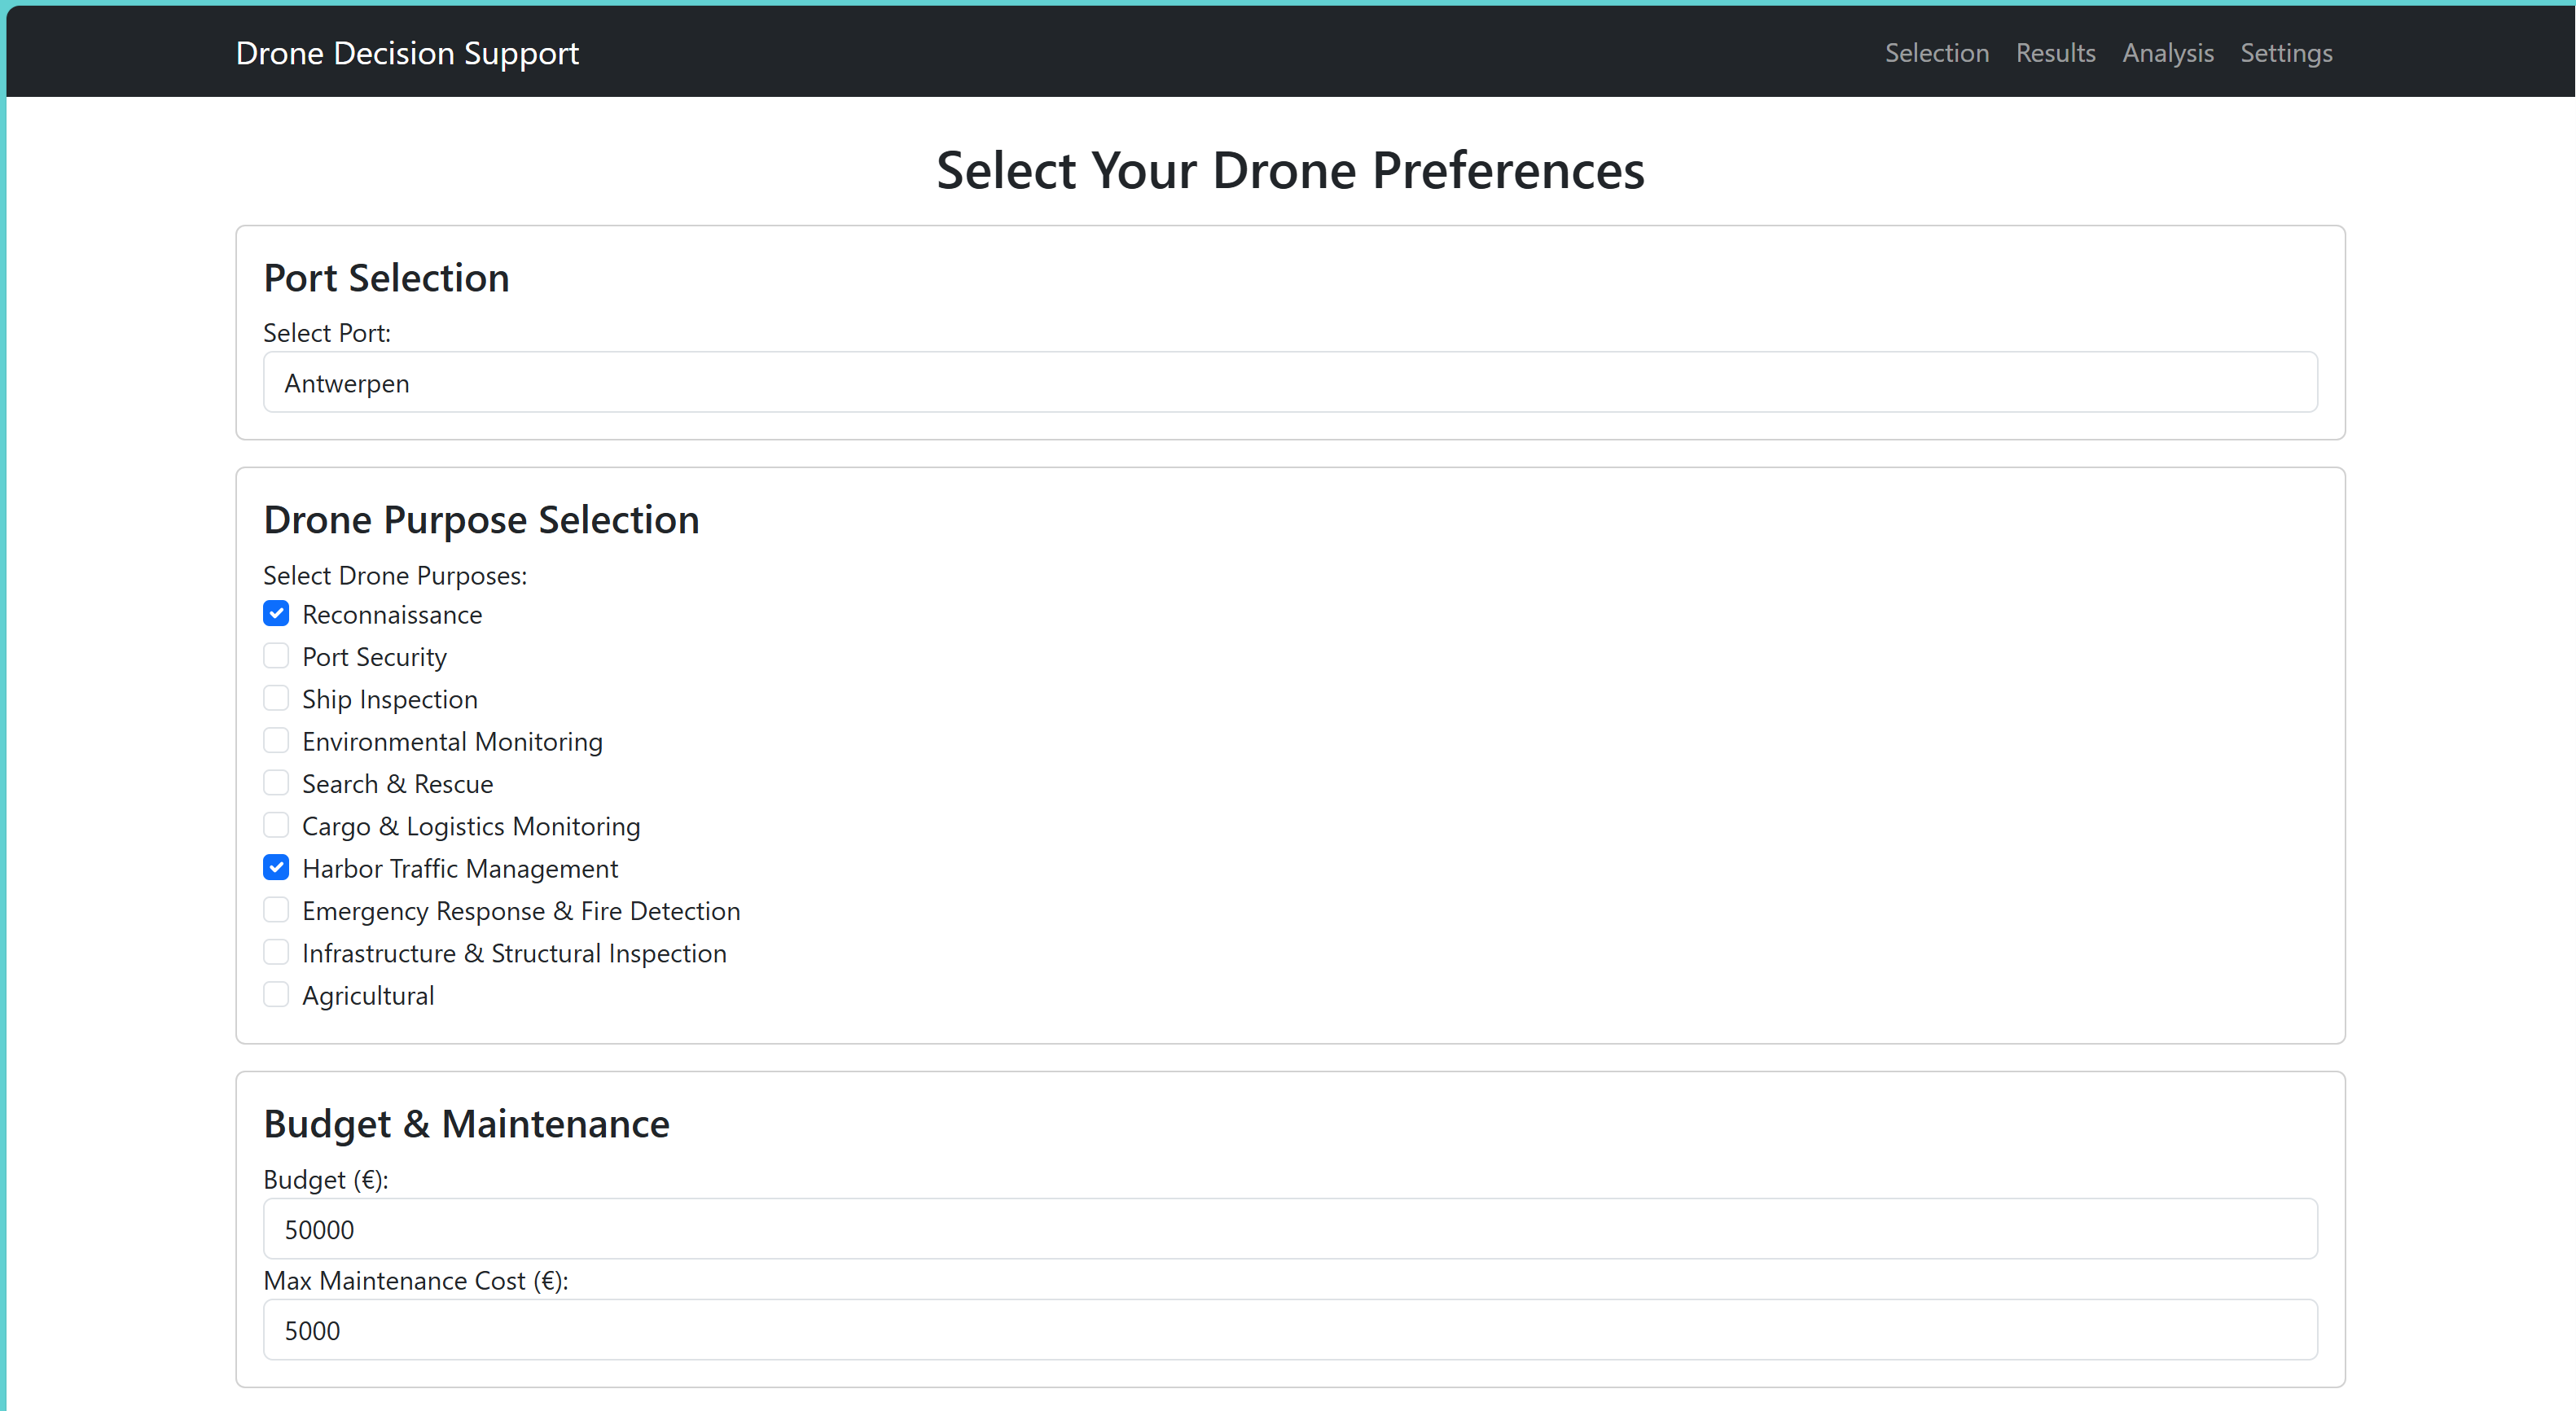 Drone Decision Support
Selection Results Analysis Settings
Select Your Drone Preferences
Port Selection
Select Port:
Antwerpen
Drone Purpose Selection
Select Drone Purposes:
Reconnaissance
Port Security
Ship Inspection
Environmental Monitoring
Search & Rescue
Cargo & Logistics Monitoring
Harbor Traffic Management
Emergency Response & Fire Detection
Infrastructure & Structural Inspection
Agricultural
Budget & Maintenance
Budget (€):
50000
Max Maintenance Cost (€):
5000